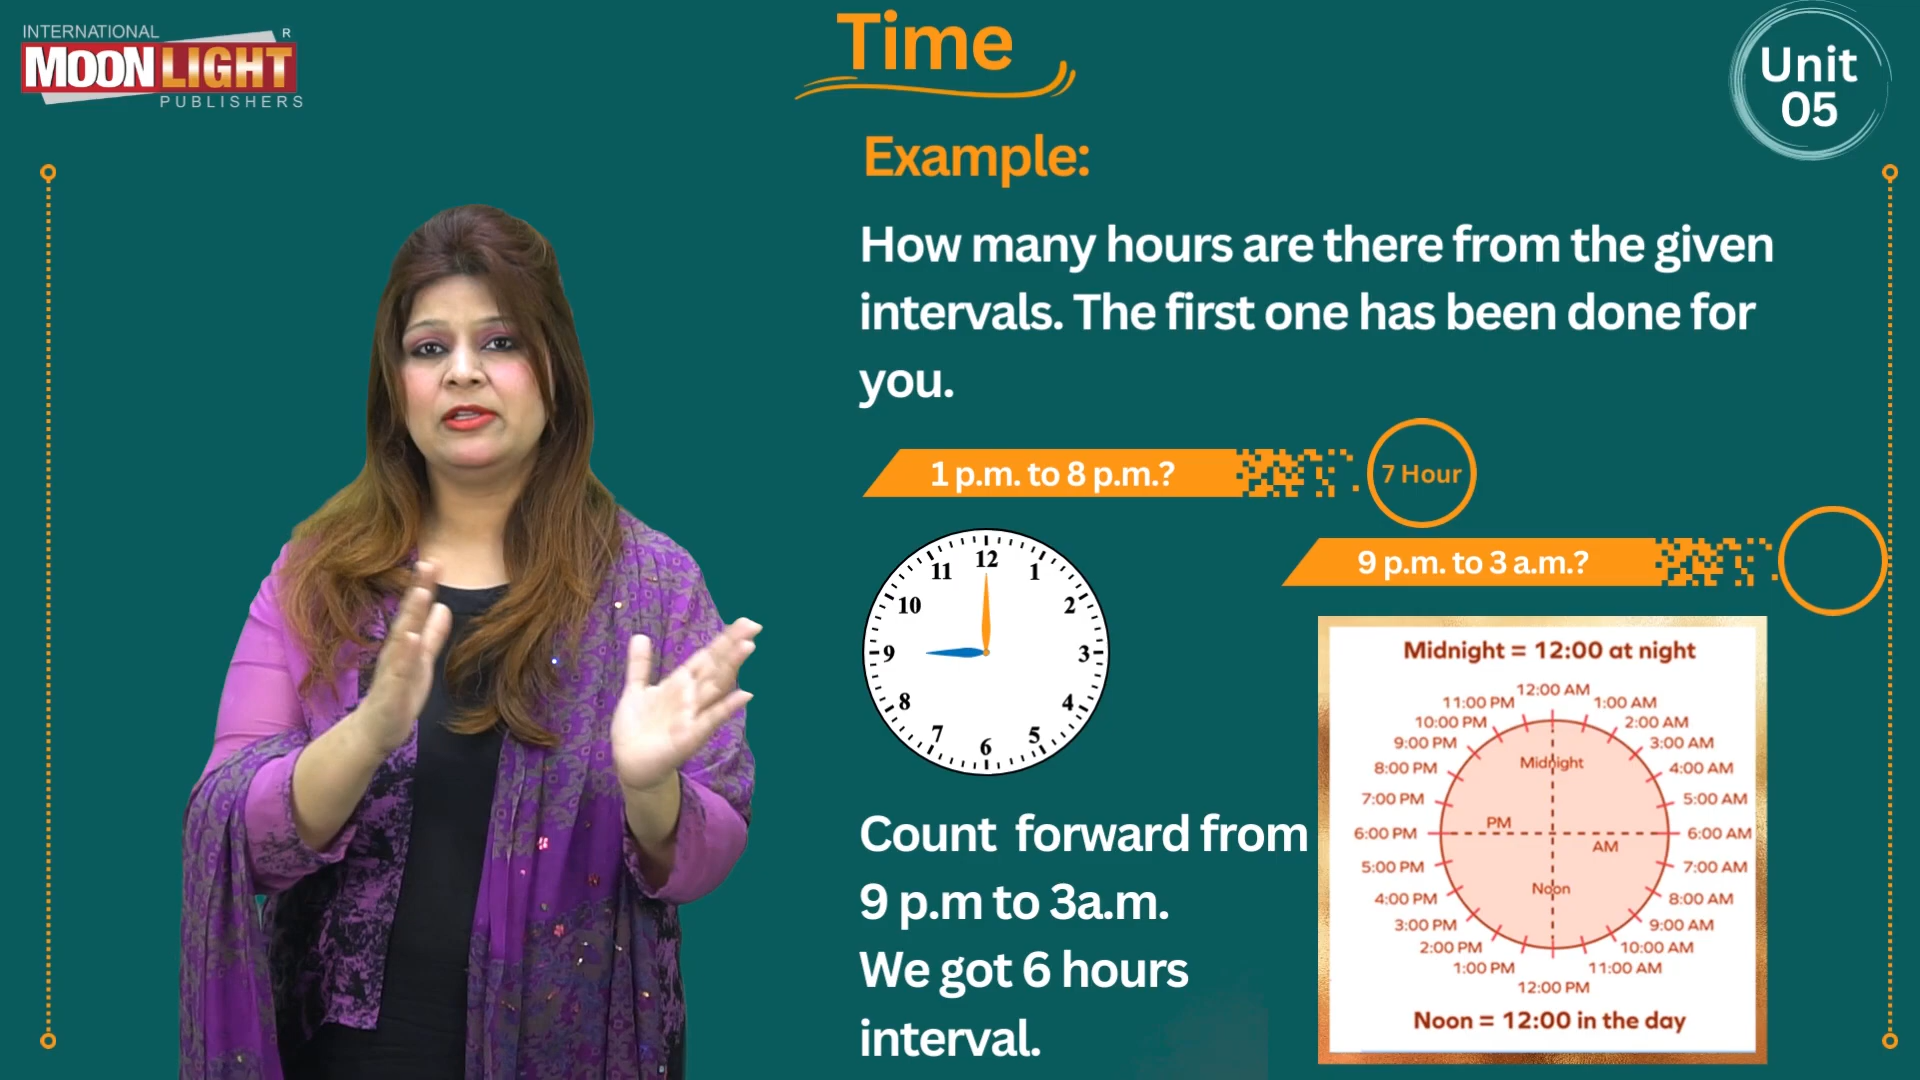 INTERNATIONAL R
MOON LIGHT
PUBLISHERS
Time
Unit
05
Example:
How many hours are there from the given
intervals. The first one has been done for
you.
1 p.m. to 8 p.m.?
7 Hour
9 p.m. to 3 a.m.?
12
11
1
10
2
9
3
8
4
7
5
6
Count forward from
9 p.m to 3a.m.
We got 6 hours
interval.
Midnight = 12:00 at night
12:00 AM
11:00 PM
1:00 AM
10:00 PM
2:00 AM
9:00 PM
3:00 AM
Midnight
8:00 PM
4:00 AM
7:00 PM
5:00 AM
PM
6:00 PM
6:00 AM
AM
5:00 PM
7:00 AM
Noon
4:00 PM
8:00 AM
3:00 PM
9:00 AM
2:00 PM
10:00 AM
1:00 PM
11:00 AM
12:00 PM
Noon = 12:00 in the day